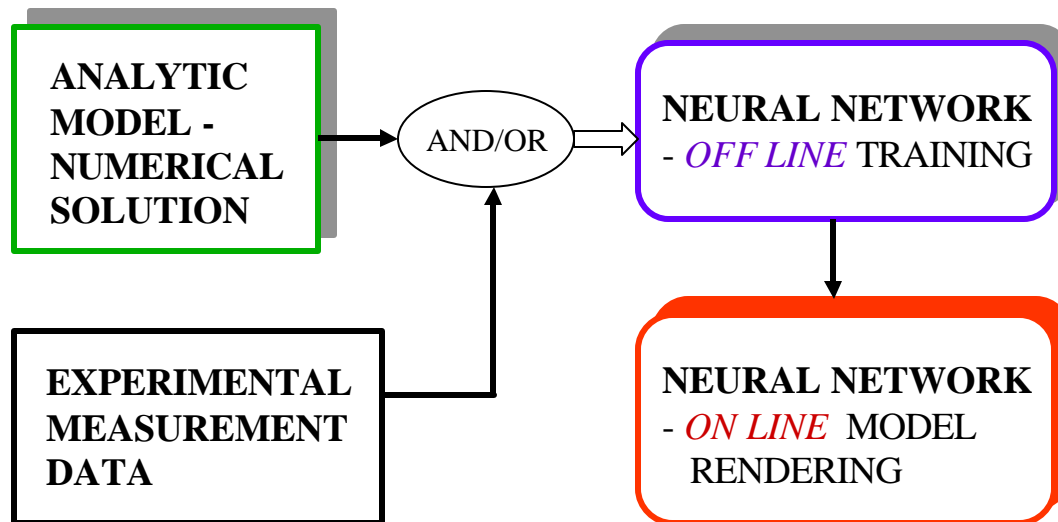 ANALYTIC
MODEL -
NUMERICAL
SOLUTION
AND/OR
NEURAL NETWORK
- OFF LINE TRAINING
EXPERIMENTAL
MEASUREMENT
DATA
NEURAL NETWORK
- ON LINE MODEL
RENDERING